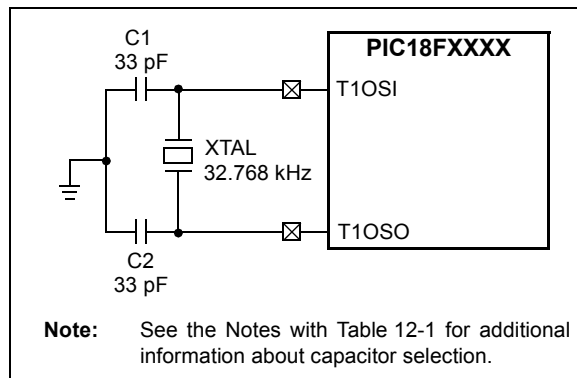 C1
33 pF
PIC18FXXXX
T1OSI
XTAL
32.768 kHz
T1OSO
C2
33 pF
Note: See the Notes with Table 12-1 for additional
information about capacitor selection.